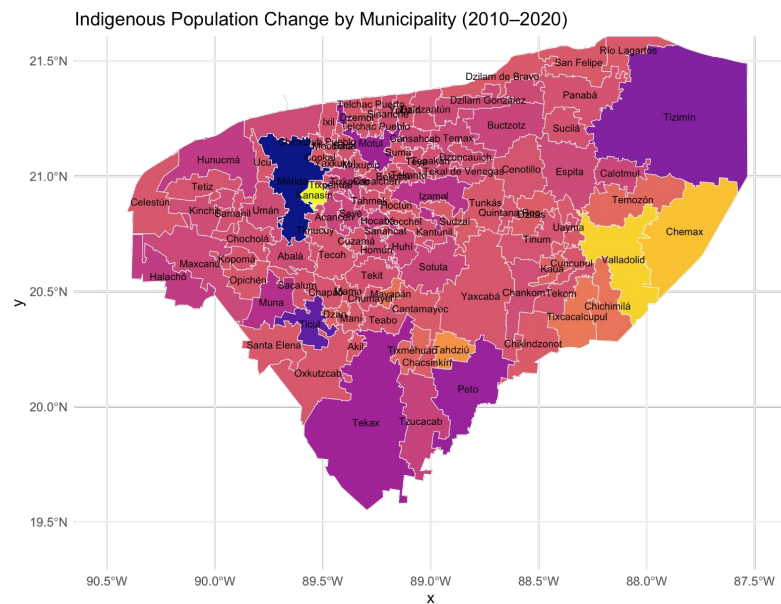 Indigenous Population Change by Municipality (2010–2020)
21.5°N
21.0°N
20.5°N
20.0°N
19.5°N
y
Río Lagartos
San Felipe
Dzilam de Bravo
Panabá
Tizimín
Telchac Puerto
Dzidzantún
Dzilam González
Sinanché
Dzemul
Ixil
Telchac Pueblo
Buctzotz
Sucilá
Motul
Cansahcab
Temax
Suma
Dzoncauich
Tekal de Venegas
Cenotillo
Espita
Calotmul
Hunucmá
Ucú
Conkal
Mérida
Tixpehual
Kanasín
Tetiz
Celestún
Kinchil
Samahil
Umán
Tahmek
Hoctún
Izamal
Tunkás
Quintana Roo
Dzitás
Temozón
Chemax
Acanceh
Seyé
Hocabá
Xocchel
Sanahcat
Kantunil
Sudzal
Uayma
Tinum
Timucuy
Chocholá
Cuzamá
Homún
Huhí
Valladolid
Maxcanú
Kopomá
Abalá
Tecoh
Sotuta
Cuncunul
Kaua
Halachó
Opichén
Sacalum
Tekit
Yaxcabá
Chankom
Tekom
Chichimilá
Muna
Chapab
Mama
Chumayel
Mayapán
Cantamayec
Tixcacalcupul
Ticul
Dzan
Maní
Teabo
Santa Elena
Akil
Tixmehuac
Tahdziú
Chikindzonot
Chacsinkín
Oxkutzcab
Peto
Tekax
Tzucacab
90.5°W
90.0°W
89.5°W
89.0°W
88.5°W
88.0°W
87.5°W
x